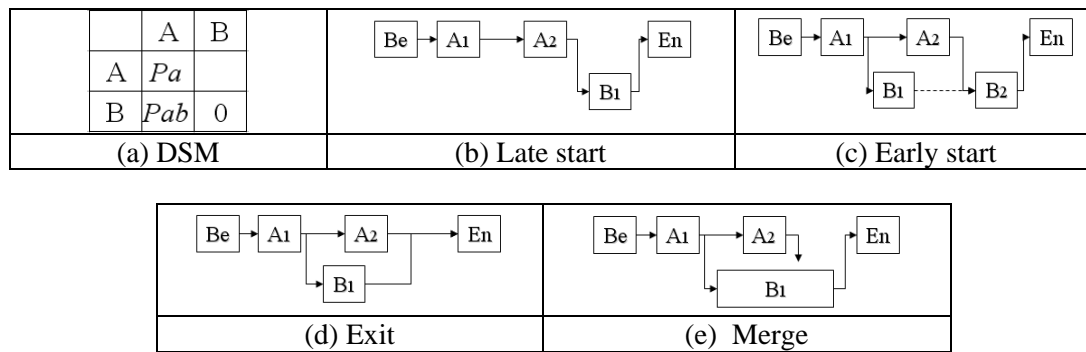 A B
A Pa
B Pab 0
(a) DSM
Be A1 A2 En
B1
(b) Late start
Be A1 A2 En
B1 B2
(c) Early start
Be A1 A2 En
B1
(d) Exit
Be A1 A2 En
B1
(e) Merge